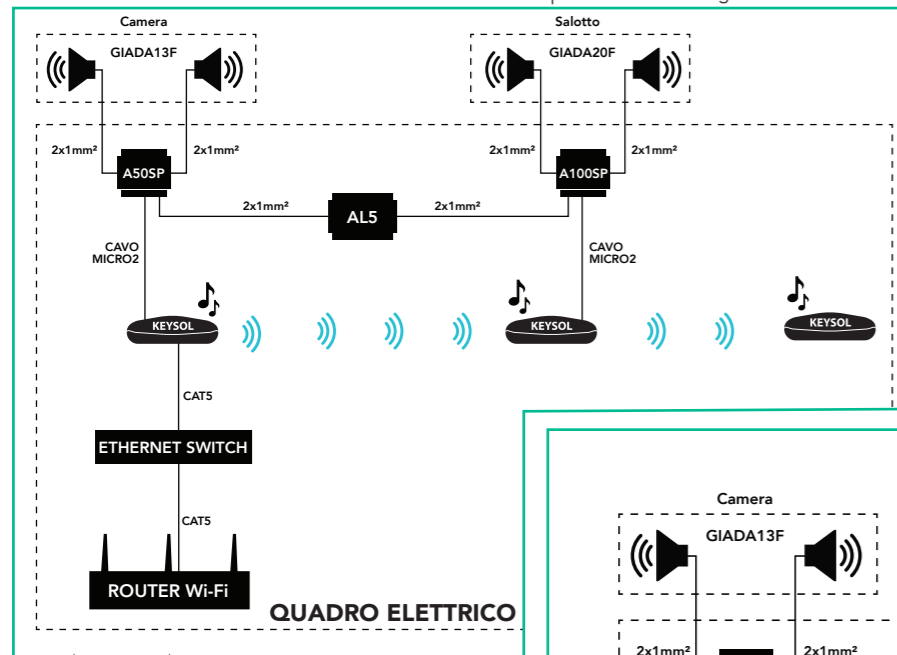 Camera
Salotto
GIADA13F
GIADA20F
2x1mm²
2x1mm²
2x1mm²
2x1mm²
A50SP
A100SP
2x1mm²
AL5
2x1mm²
CAVO
MICRO2
CAVO
MICRO2
KEYSOL
KEYSOL
KEYSOL
CAT5
ETHERNET SWITCH
CAT5
ROUTER Wi-Fi
QUADRO ELETTRICO
Camera
GIADA13F
2x1mm²
2x1mm²